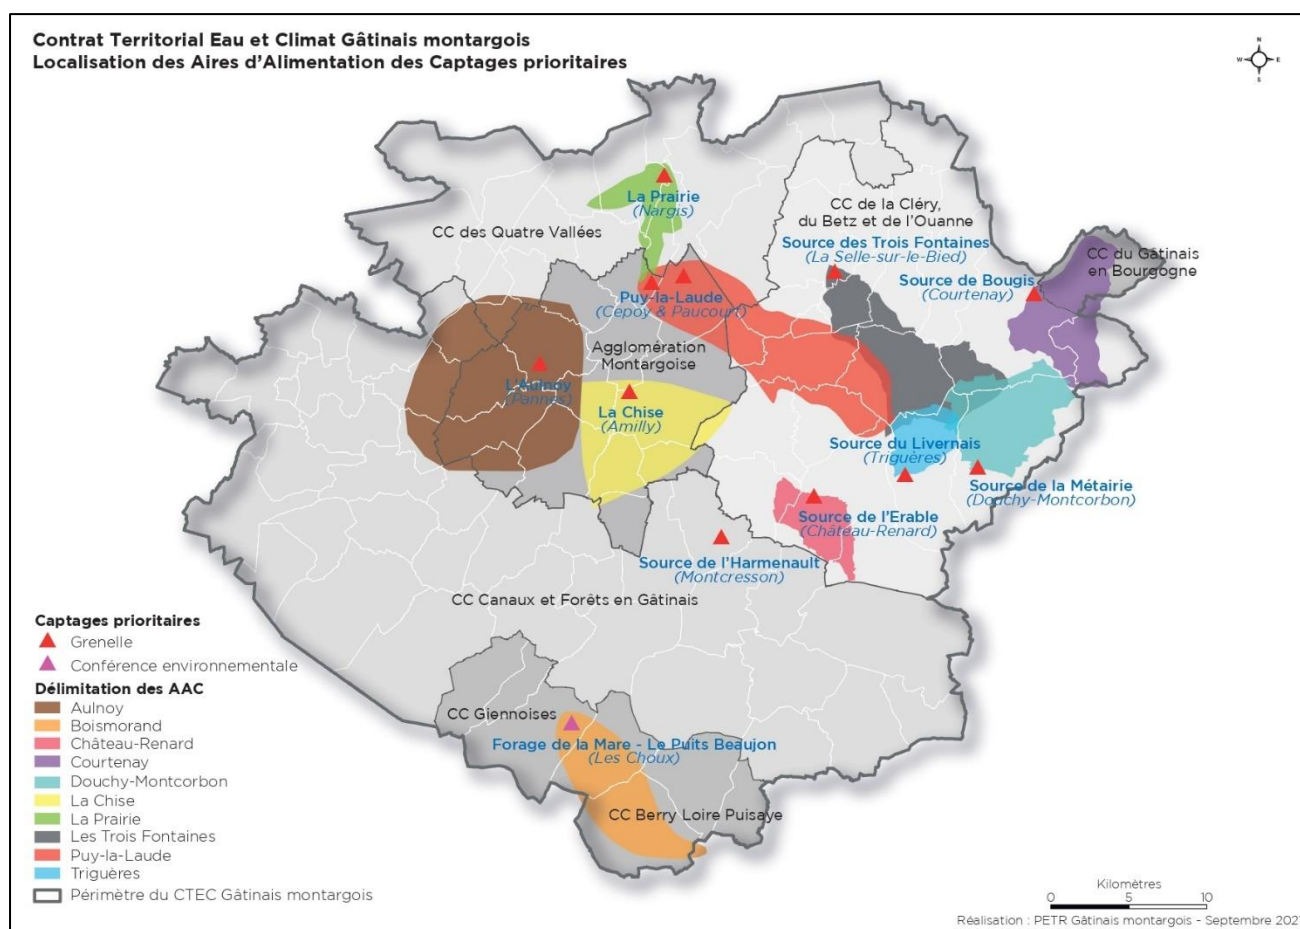 Contrat Territorial Eau et Climat Gâtinais montargois
Localisation des Aires d'Alimentation des Captages prioritaires
N
W
E
S
La Prairie
(Nargis)
CC des Quatre Vallées
CC de la Cléry,
du Betz et de l'Ouanne
Source des Trois Fontaines
(La Selle-sur-le-Bied)
CC du Gâtinais
en Bourgogne
Source de Bougis
(Courtenay)
Puy-la-Laude
(Cepoy & Paucourt)
Agglomération
Montargoise
L'Aulnoy
(Pannes)
La Chise
(Amilly)
Source du Livernais
(Triguères)
Source de la Métairie
(Douchy-Montcorbon)
Source de l'Erable
(Château-Renard)
Source de l'Harmenault
(Montcresson)
CC Canaux et Forêts en Gâtinais
CC Giennoises
Forage de la Mare - Le Puits Beaujon
(Les Choux)
CC Berry Loire Puisaye
Captages prioritaires
Grenelle
Conférence environnementale
Délimitation des AAC
Aulnoy
Boismorand
Château-Renard
Courtenay
Douchy-Montcorbon
La Chise
La Prairie
Les Trois Fontaines
Puy-la-Laude
Triguères
Périmètre du CTEC Gâtinais montargois
Kilomètres
0 5 10
Réalisation : PETR Gâtinais montargois - Septembre 202